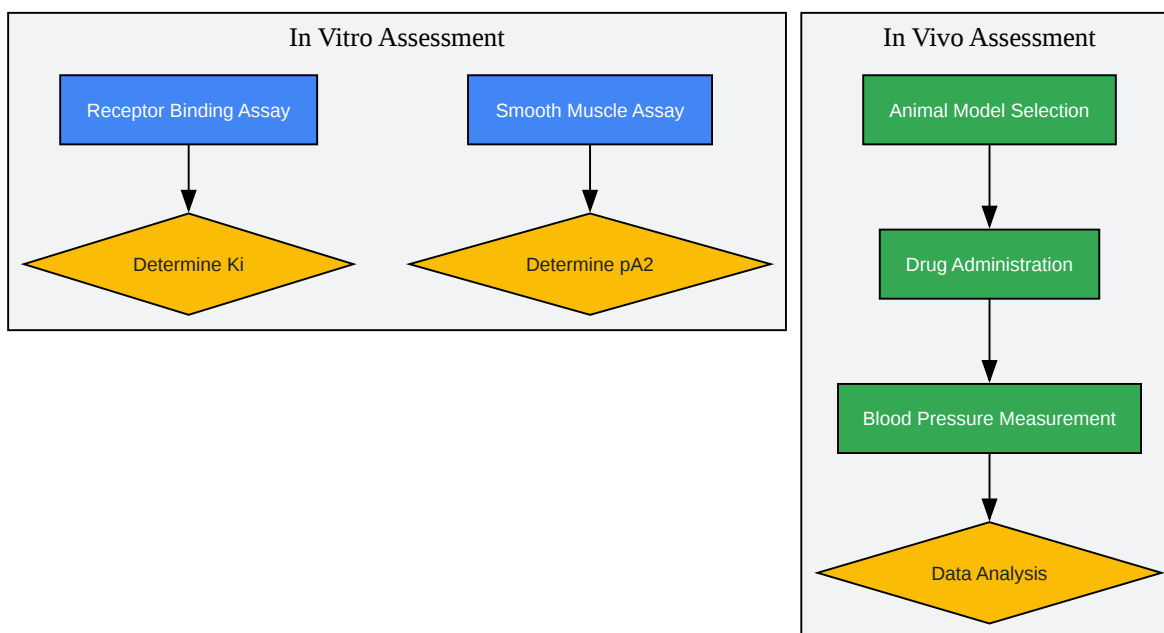 In Vitro Assessment
Receptor Binding Assay
Smooth Muscle Assay
Determine Ki
Determine pA2
In Vivo Assessment
Animal Model Selection
Drug Administration
Blood Pressure Measurement
Data Analysis